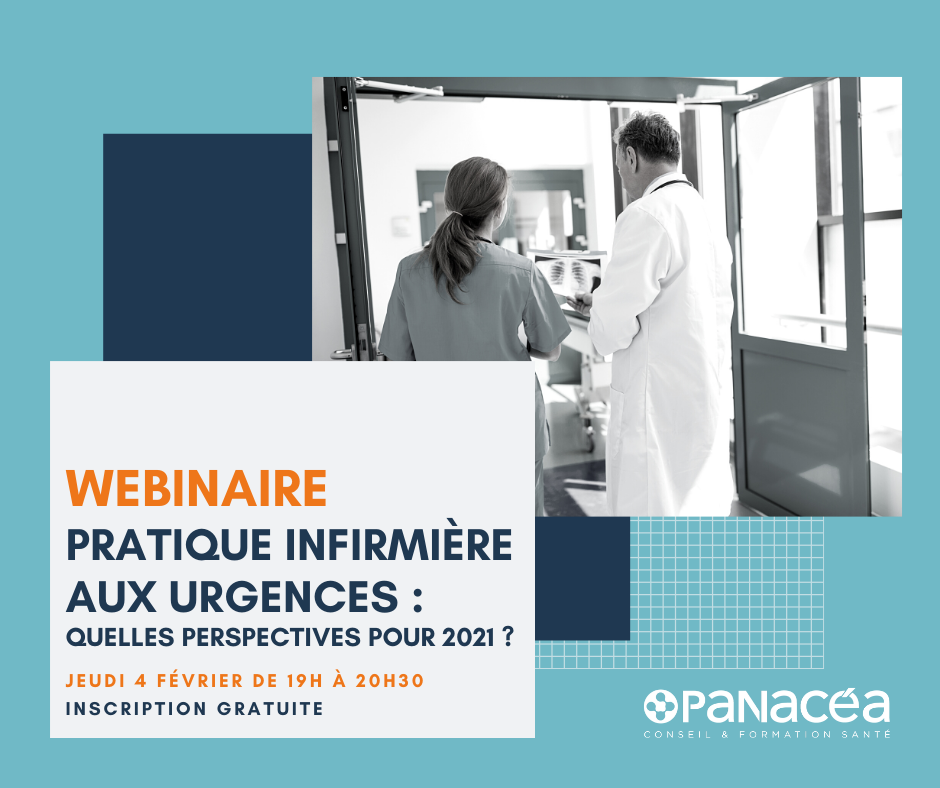 WEBINAIRE
PRATIQUE INFIRMIÈRE
AUX URGENCES :
QUELLES PERSPECTIVES POUR 2021 ?
JEUDI 4 FÉVRIER DE 19H À 20H30
INSCRIPTION GRATUITE
PANACéA
CONSEIL & FORMATION SANTÉ